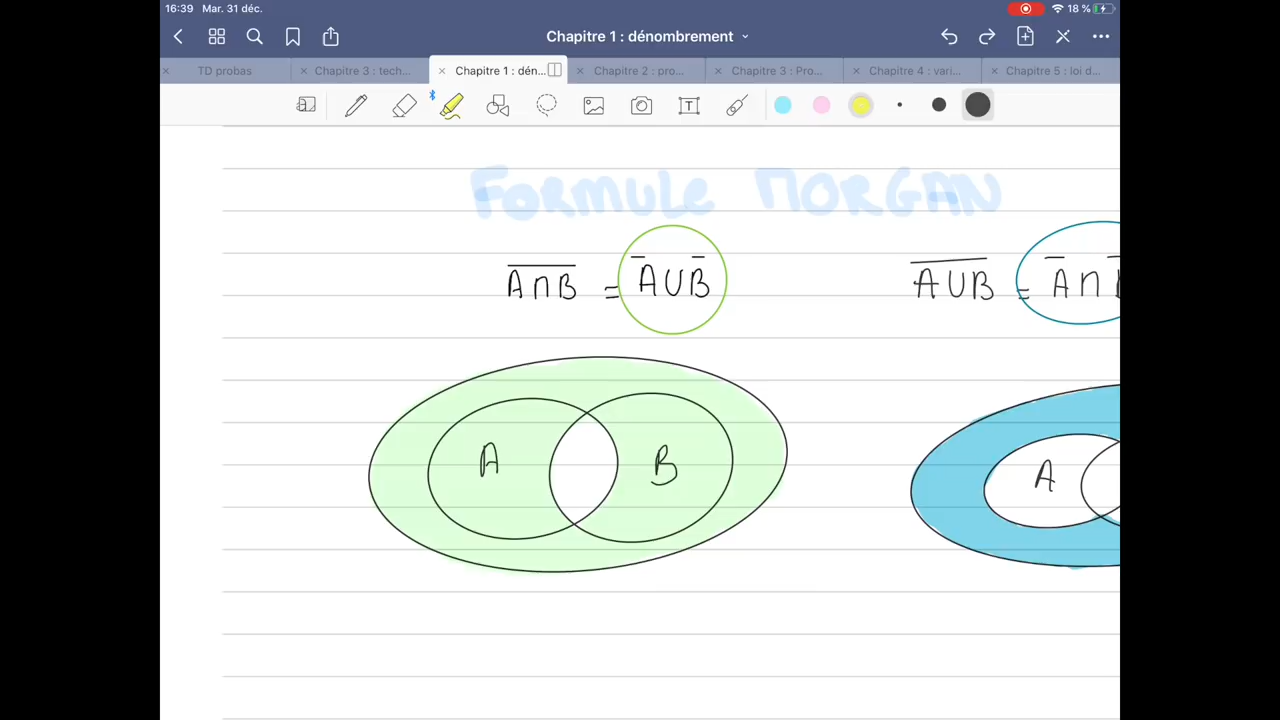 16:39 Mar. 31 déc. 18 %
Chapitre 1 : dénombrement
TD probas Chapitre 3 : tech... Chapitre 1 : dén... Chapitre 2 : pro... Chapitre 3 : Pro... Chapitre 4 : vari... Chapitre 5 : loi d...
T
FORMULE MORGAN
A̅∩̅B̅ = A̅∪B̅ A̅∪̅B̅ = A̅∩
A B A